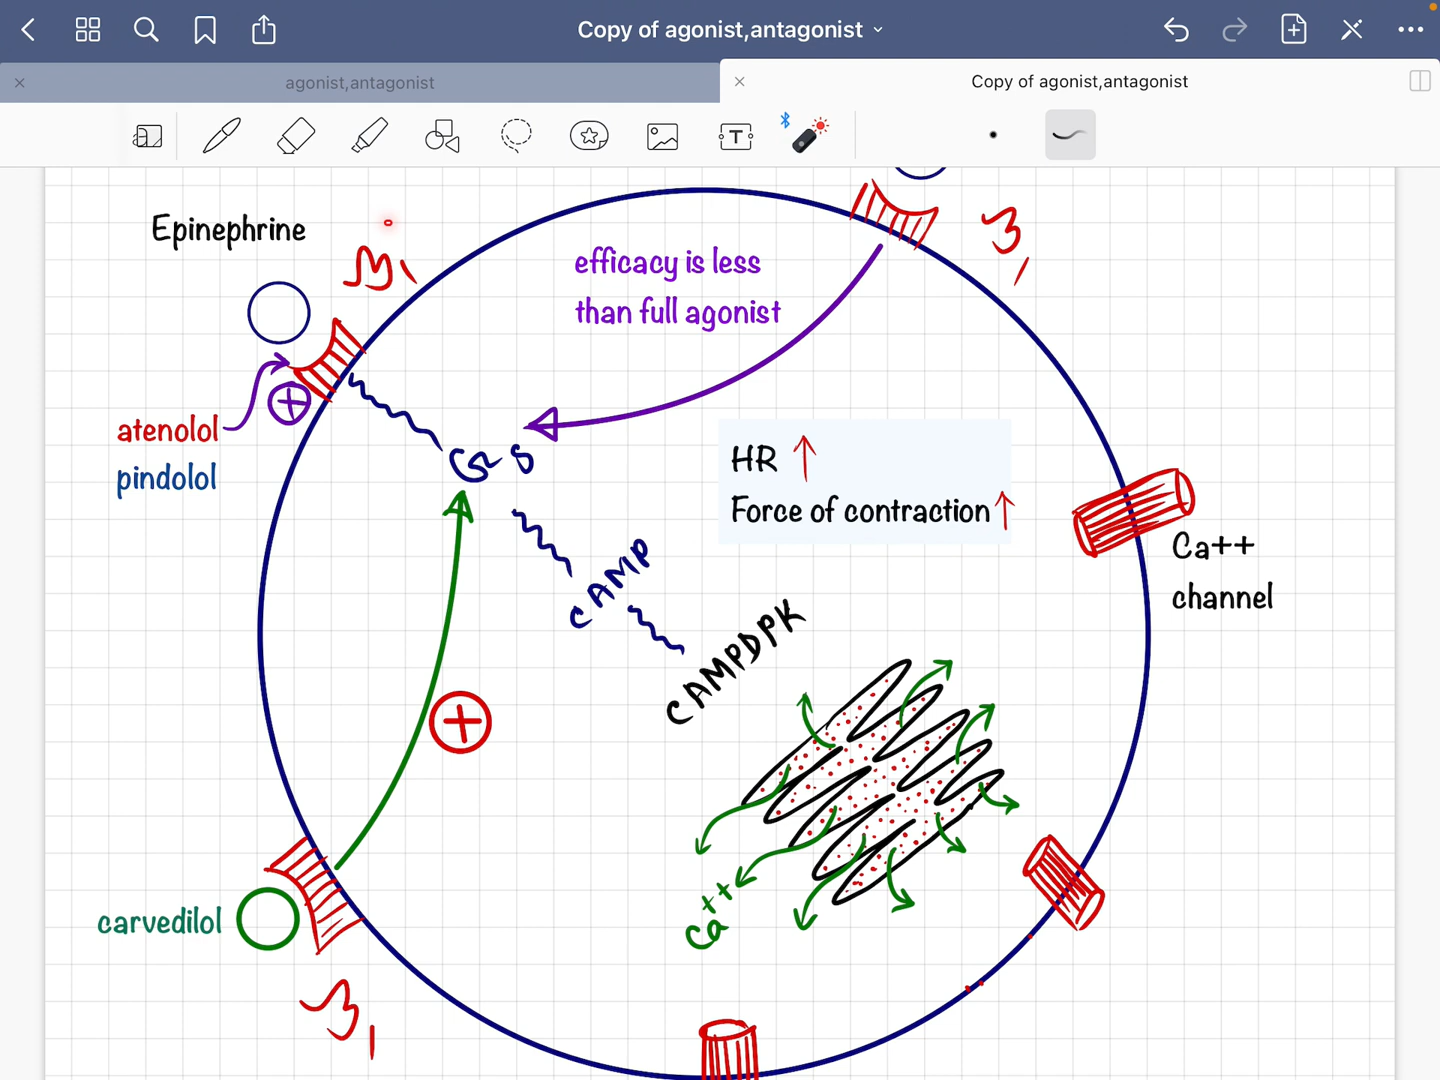 Copy of agonist,antagonist
agonist,antagonist
Copy of agonist,antagonist
T
Epinephrine
β1
β1
efficacy is less
than full agonist
atenolol
pindolol
Gs
HR ↑
Force of contraction ↑
Ca++
channel
CAMP
CAMPDPK
Ca++
carvedilol
β1